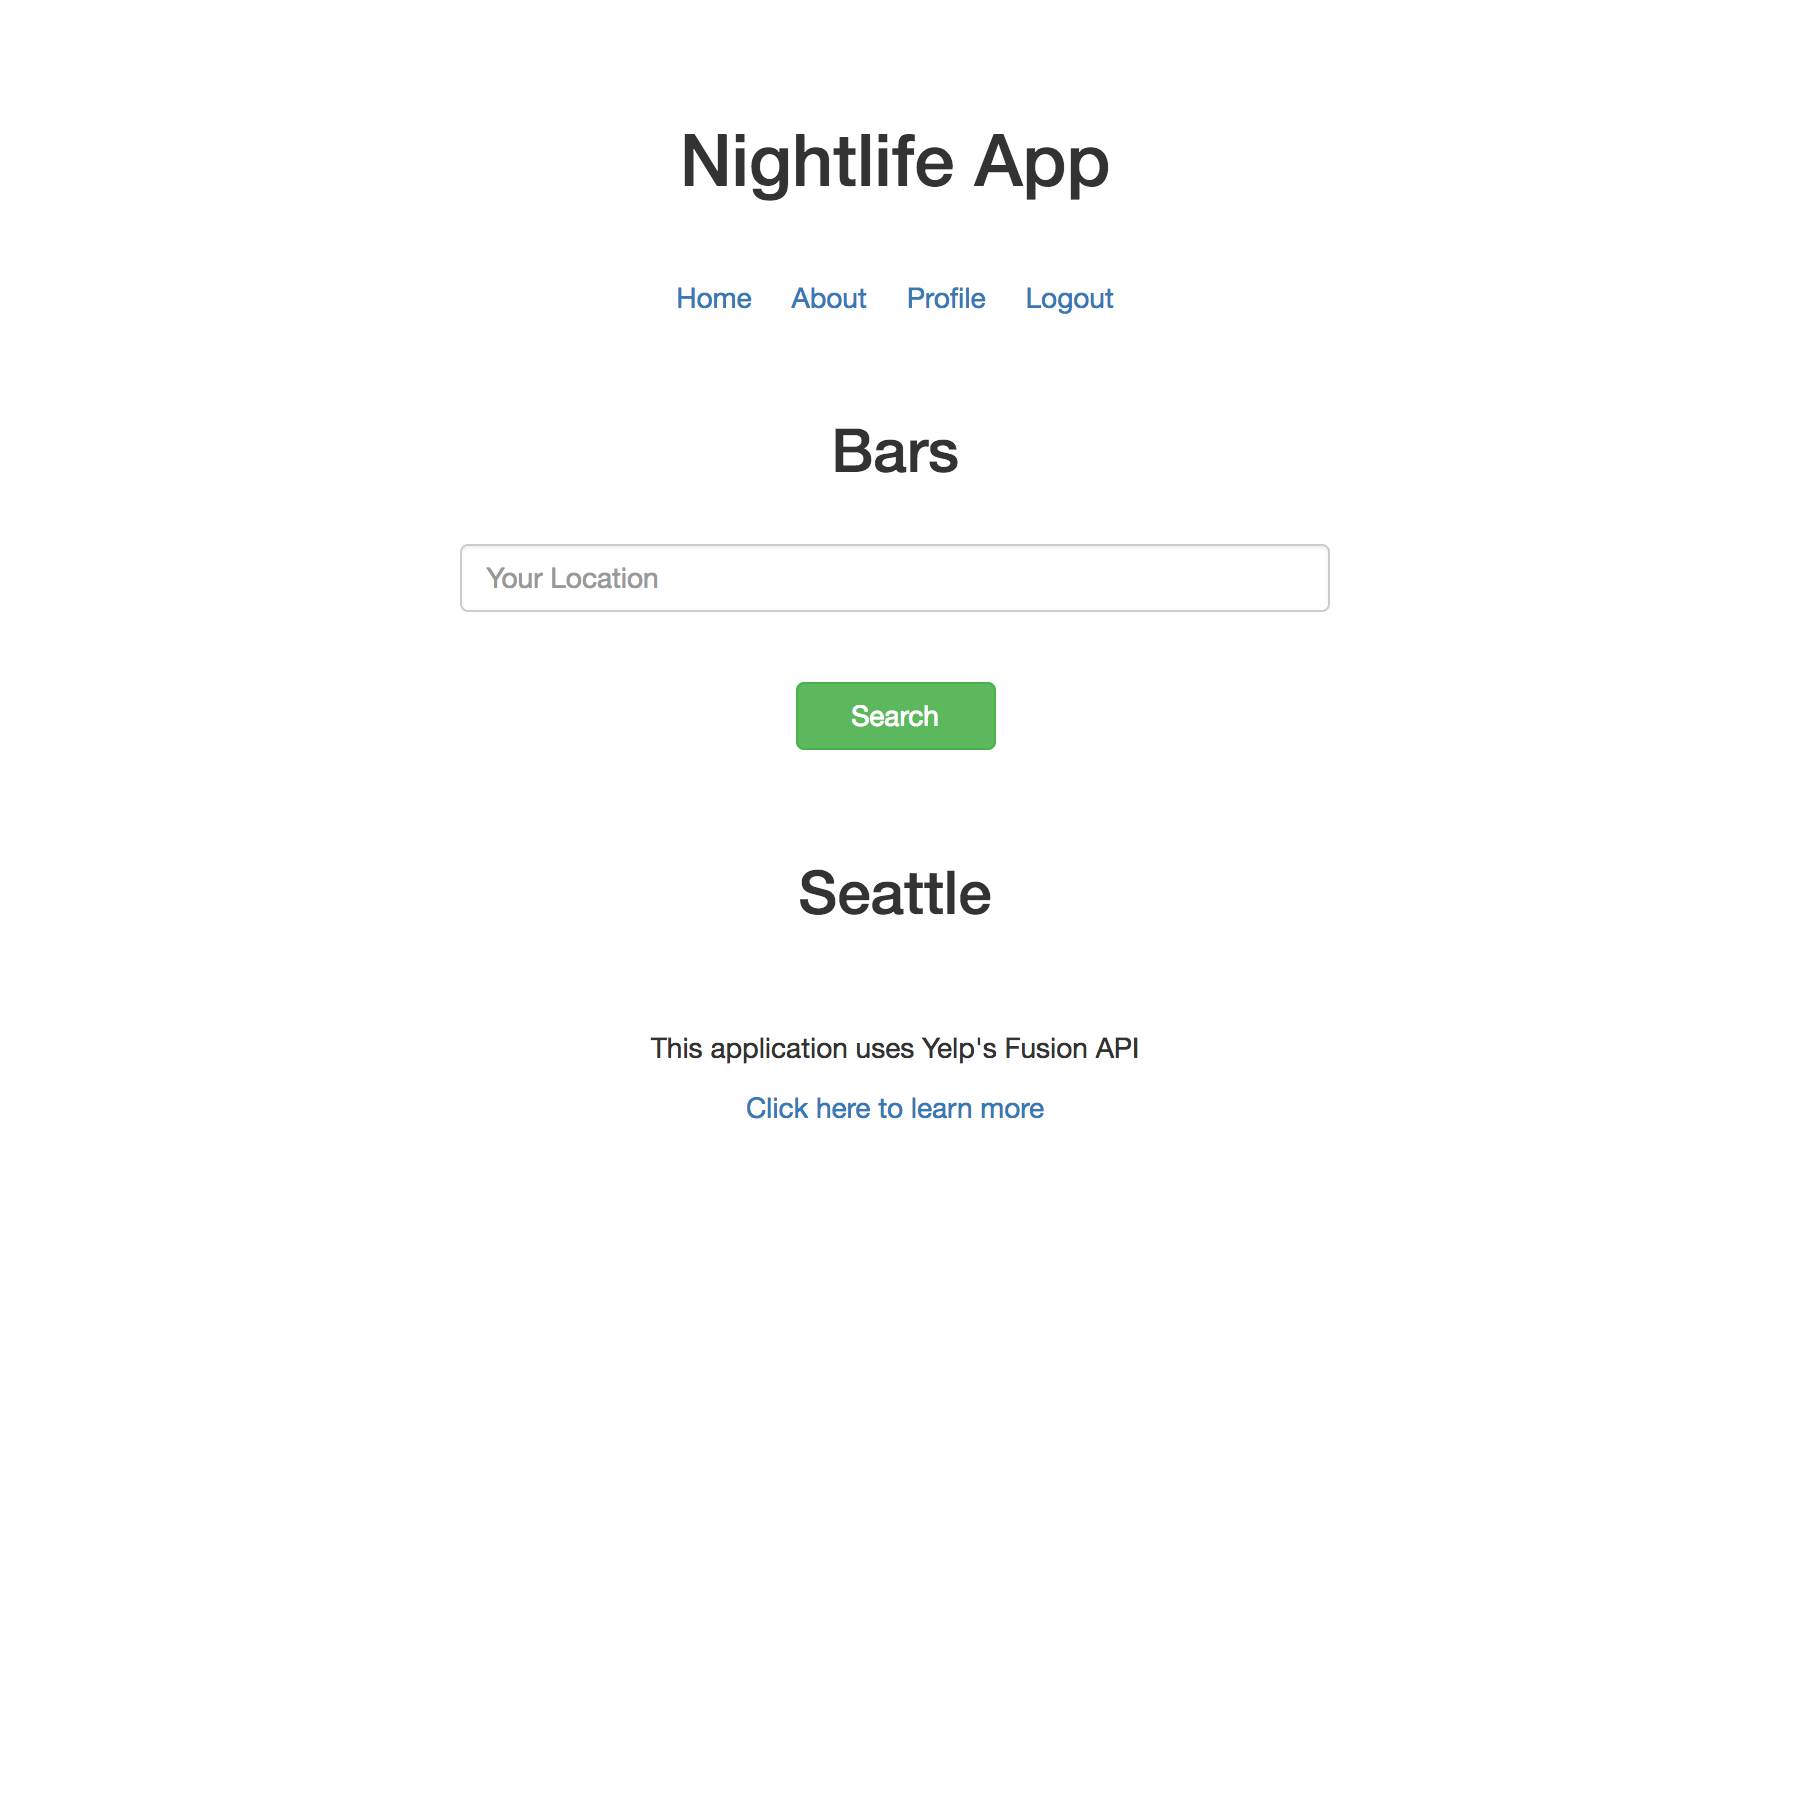 Nightlife App
Home About Profile Logout
Bars
Your Location
Search
Seattle
This application uses Yelp's Fusion API
Click here to learn more